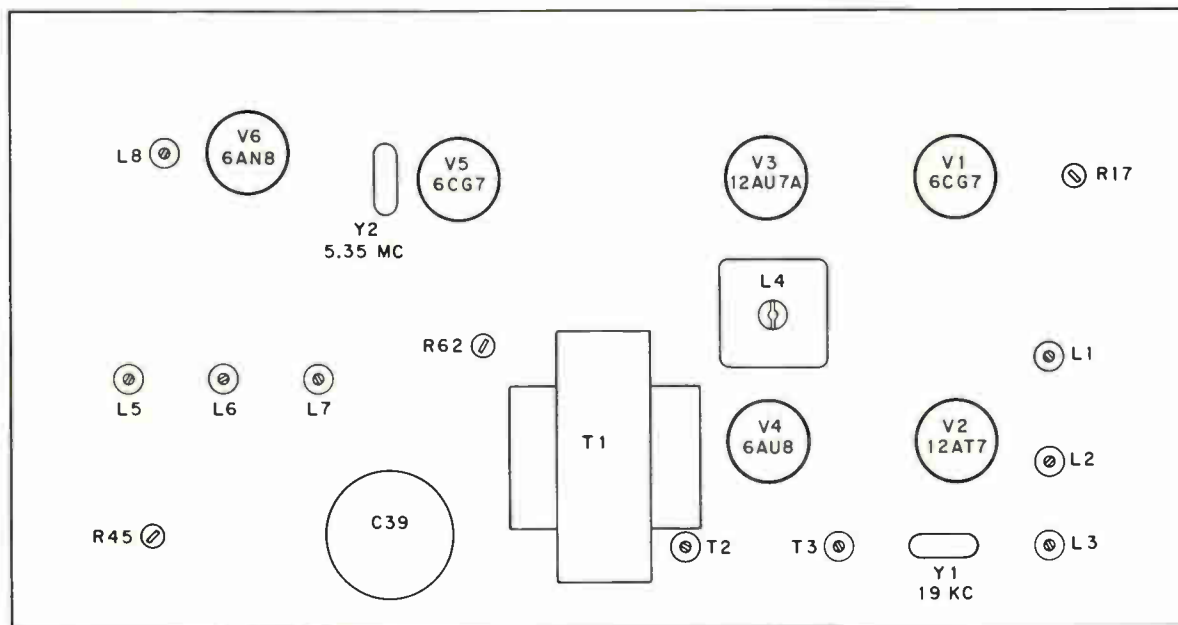 L8
V6
6AN8
Y2
5.35 MC
V5
6CG7
V3
12AU7A
V1
6CG7
R17
L4
R62
L1
L5
L6
L7
T1
V4
6AU8
V2
12AT7
L2
C39
R45
T2
T3
Y1
19 KC
L3